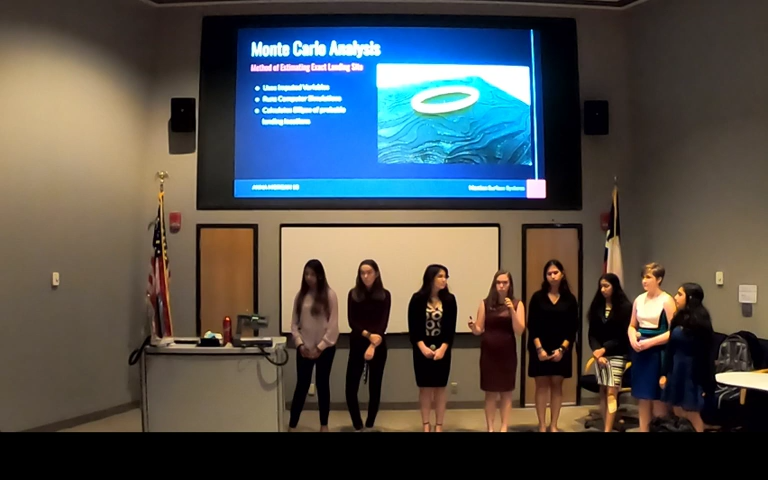 Monte Carlo Analysis
Method of Estimating Exact Landing Site
Uses Imputed Variables
Runs Computer Simulations
Calculates Ellipse of probable
landing locations